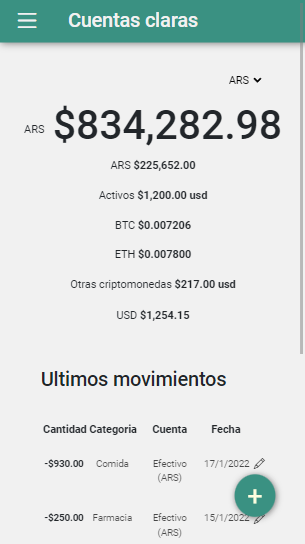 Cuentas claras
ARS
ARS $834,282.98
ARS $225,652.00
Activos $1,200.00 usd
BTC $0.007206
ETH $0.007800
Otras criptomonedas $217.00 usd
USD $1,254.15
Ultimos movimientos
Cantidad Categoria Cuenta Fecha
-$930.00 Comida Efectivo (ARS) 17/1/2022
+
-$250.00 Farmacia Efectivo (ARS) 15/1/2022